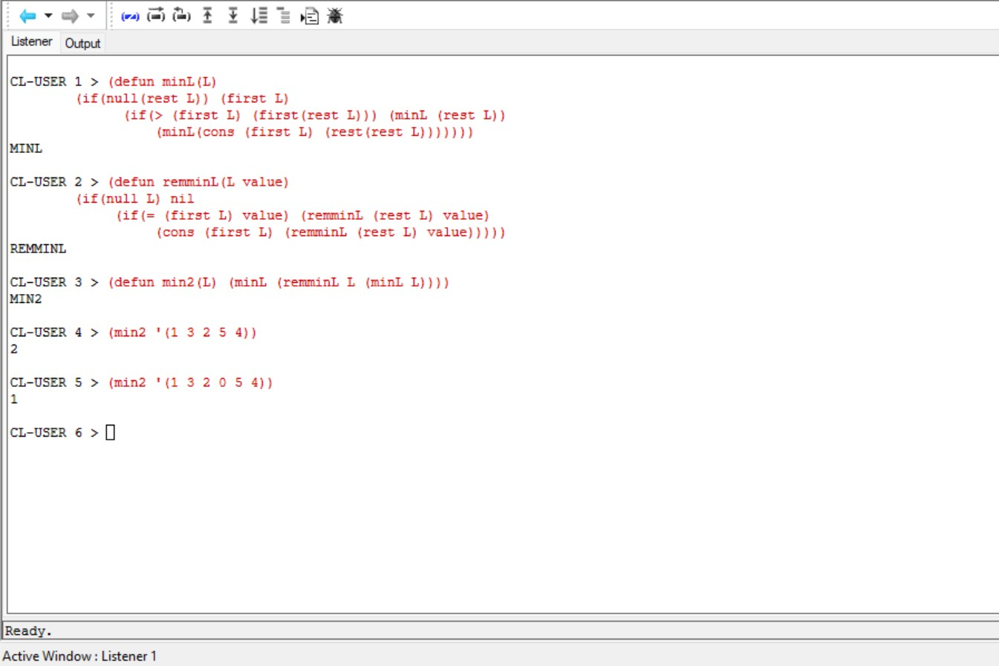 Listener Output
CL-USER 1 > (defun minL(L)
(if(null(rest L)) (first L)
(if(> (first L) (first(rest L))) (minL (rest L))
(minL(cons (first L) (rest(rest L)))))))
MINL
CL-USER 2 > (defun remminL(L value)
(if(null L) nil
(if(= (first L) value) (remminL (rest L) value)
(cons (first L) (remminL (rest L) value)))))
REMMINL
CL-USER 3 > (defun min2(L) (minL (remminL L (minL L))))
MIN2
CL-USER 4 > (min2 '(1 3 2 5 4))
2
CL-USER 5 > (min2 '(1 3 2 0 5 4))
1
CL-USER 6 >
Ready.
Active Window : Listener 1